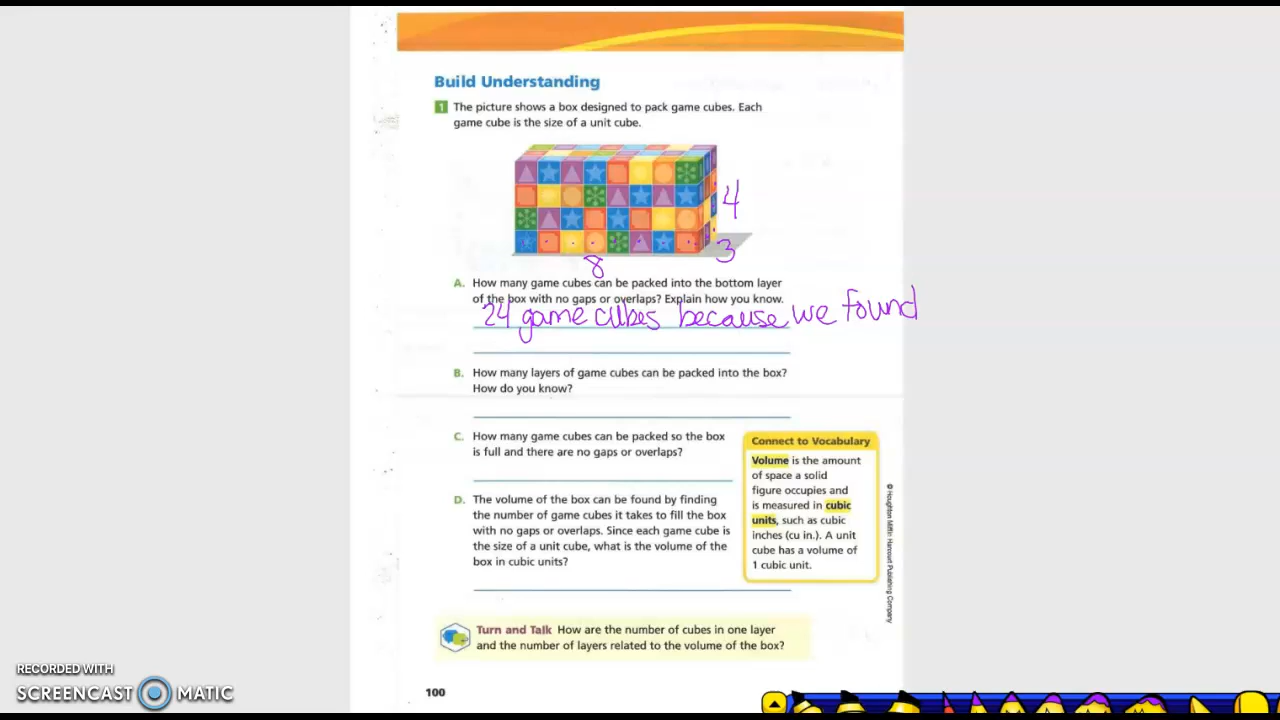 Build Understanding
1 The picture shows a box designed to pack game cubes. Each
game cube is the size of a unit cube.
4
3
8
A. How many game cubes can be packed into the bottom layer
of the box with no gaps or overlaps? Explain how you know.
24 game cubes because we found
B. How many layers of game cubes can be packed into the box?
How do you know?
C. How many game cubes can be packed so the box
is full and there are no gaps or overlaps?
D. The volume of the box can be found by finding
the number of game cubes it takes to fill the box
with no gaps or overlaps. Since each game cube is
the size of a unit cube, what is the volume of the
box in cubic units?
Connect to Vocabulary
Volume is the amount
of space a solid
figure occupies and
is measured in cubic
units, such as cubic
inches (cu in.). A unit
cube has a volume of
1 cubic unit.
© Houghton Mifflin Harcourt Publishing Company
Turn and Talk How are the number of cubes in one layer
and the number of layers related to the volume of the box?
100
RECORDED WITH
SCREENCAST MATIC